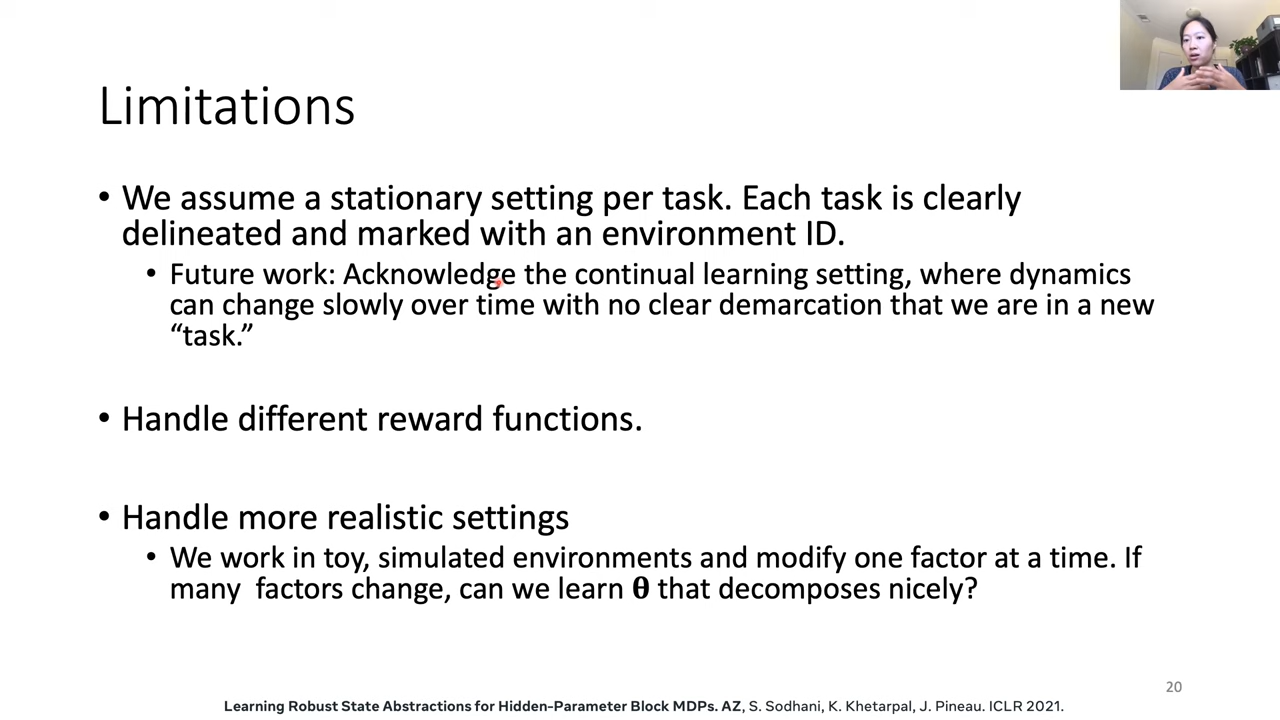 Limitations
• We assume a stationary setting per task. Each task is clearly
delineated and marked with an environment ID.
• Future work: Acknowledge the continual learning setting, where dynamics
can change slowly over time with no clear demarcation that we are in a new
“task.”
• Handle different reward functions.
• Handle more realistic settings
• We work in toy, simulated environments and modify one factor at a time. If
many factors change, can we learn θ that decomposes nicely?
20
Learning Robust State Abstractions for Hidden-Parameter Block MDPs. AZ, S. Sodhani, K. Khetarpal, J. Pineau. ICLR 2021.